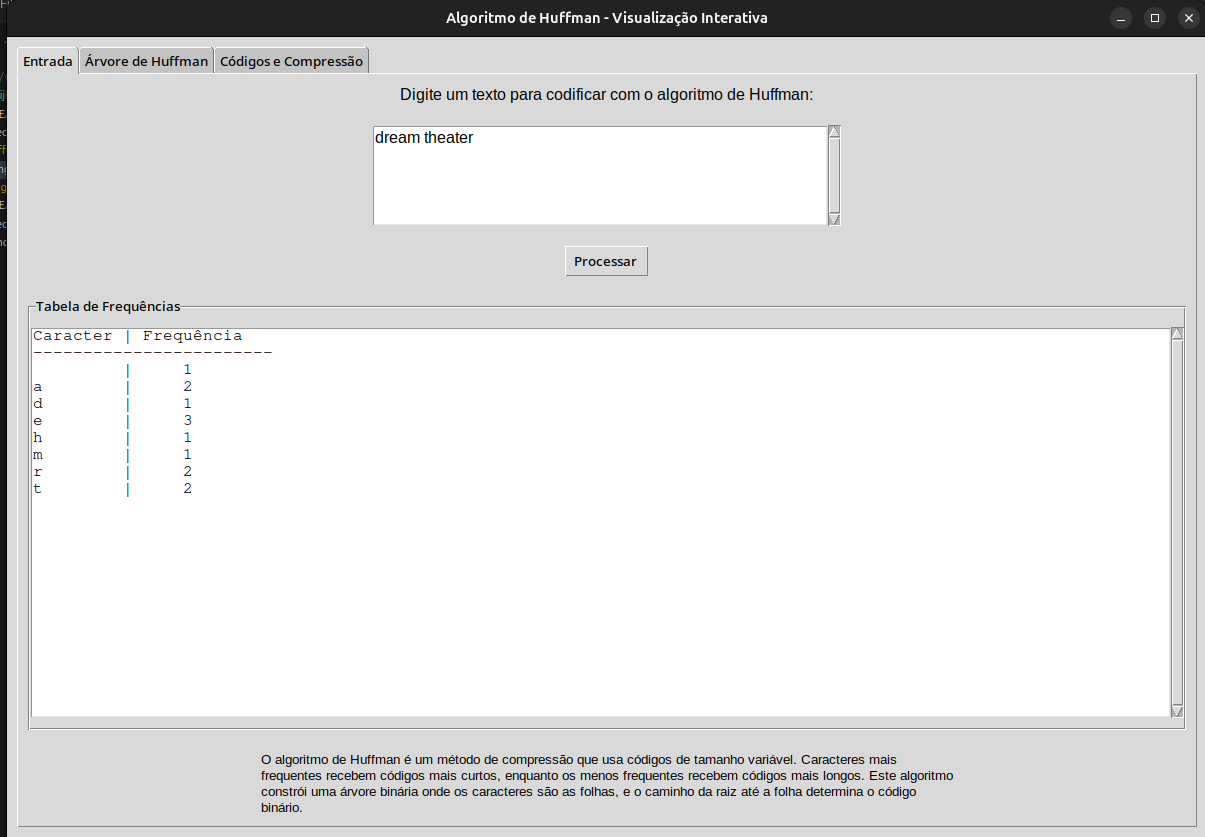 Algoritmo de Huffman - Visualização Interativa
Entrada Árvore de Huffman Códigos e Compressão
Digite um texto para codificar com o algoritmo de Huffman:
dream theater
Processar
Tabela de Frequências
Caracter | Frequência
------------------------
| 1
a | 2
d | 1
e | 3
h | 1
m | 1
r | 2
t | 2
O algoritmo de Huffman é um método de compressão que usa códigos de tamanho variável. Caracteres mais
frequentes recebem códigos mais curtos, enquanto os menos frequentes recebem códigos mais longos. Este algoritmo
constrói uma árvore binária onde os caracteres são as folhas, e o caminho da raiz até a folha determina o código
binário.